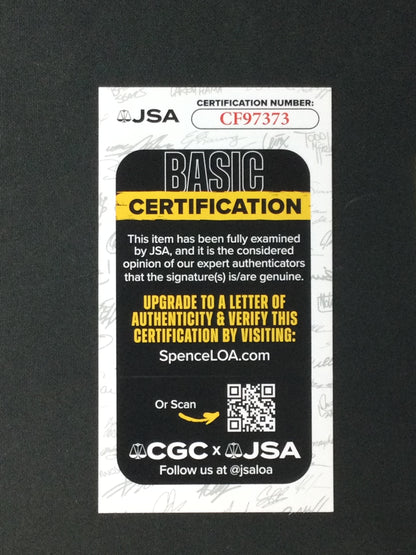 JSA
CERTIFICATION NUMBER:
CF97373
BASIC
CERTIFICATION
This item has been fully examined
by JSA, and it is the considered
opinion of our expert authenticators
that the signature(s) is/are genuine.
UPGRADE TO A LETTER OF
AUTHENTICITY & VERIFY THIS
CERTIFICATION BY VISITING:
SpenceLOA.com
Or Scan
CGC x JSA
Follow us at @jsaloa